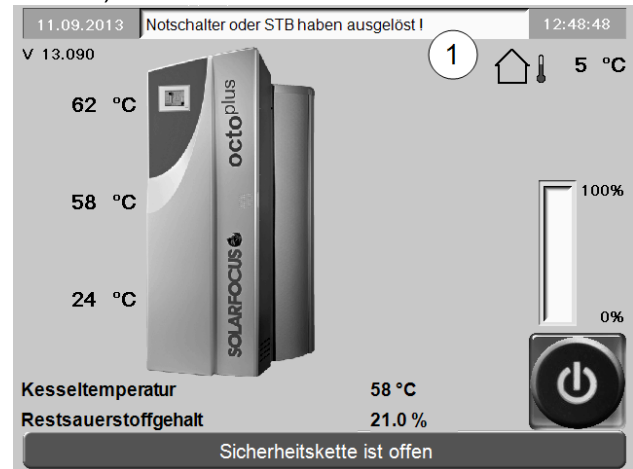 11.09.2013 Notschalter oder STB haben ausgelöst ! 12:48:48
V 13.090
1
5 °C
62 °C
octoplus
58 °C
100%
24 °C
SOLARFOCUS
0%
Kesseltemperatur 58 °C
Restsauerstoffgehalt 21.0 %
Sicherheitskette ist offen